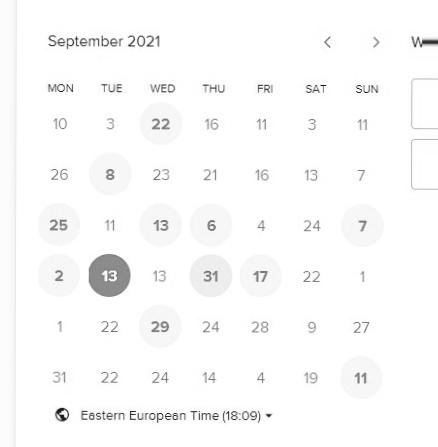 September 2021
MON TUE WED THU FRI SAT SUN
10 3 22 16 11 3 11
26 8 23 21 16 13 7
25 11 13 6 4 24 7
2 13 13 31 17 22 1
1 22 29 24 28 9 27
31 22 24 14 4 19 11
Eastern European Time (18:09)